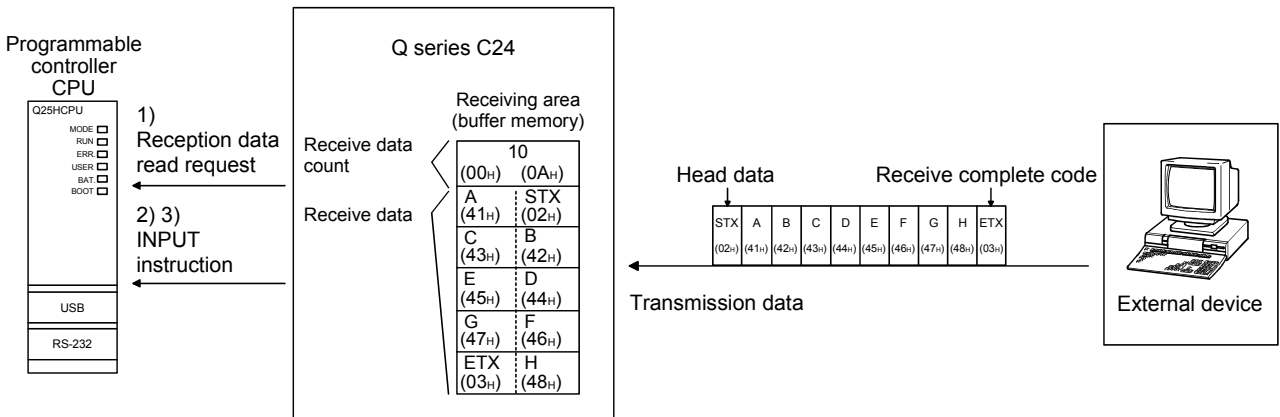 Programmable
controller
CPU
Q25HCPU
MODE
RUN
ERR.
USER
BAT.
BOOT
USB
RS-232
1)
Reception data
read request
2) 3)
INPUT
instruction
Q series C24
Receiving area
(buffer memory)
Receive data
count
Receive data
10
(00H) (0AH)
A STX
(41H) (02H)
C B
(43H) (42H)
E D
(45H) (44H)
G F
(47H) (46H)
ETX H
(03H) (48H)
Head data Receive complete code
STX A B C D E F G H ETX
(02H) (41H) (42H) (43H) (44H) (45H) (46H) (47H) (48H) (03H)
Transmission data
External device